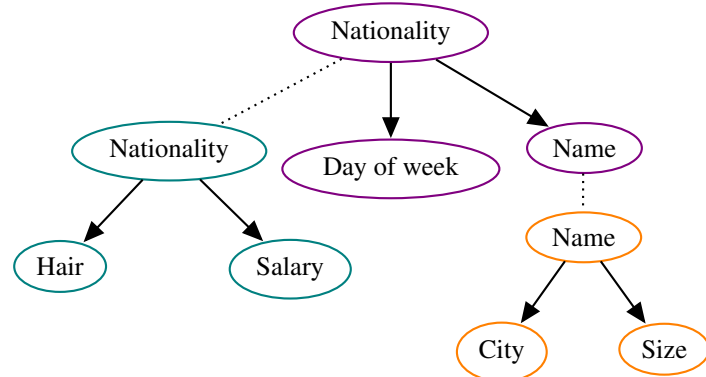 Nationality
Nationality
Day of week
Name
Name
Hair
Salary
City
Size